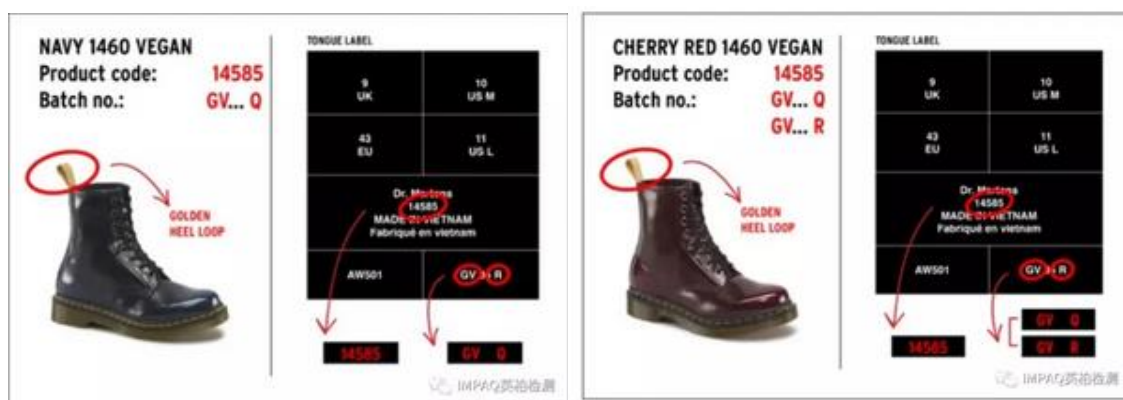 NAVY 1460 VEGAN
Product code: 14585
Batch no.: GV... Q
GOLDEN
HEEL LOOP
TONGUE LABEL
9
UK
10
US M
43
EU
11
US L
Dr. Martens
14585
MADE IN VIETNAM
Fabriqué en vietnam
AW501
GV R
14585
GV Q
IMPAQ英柏检测
CHERRY RED 1460 VEGAN
Product code: 14585
Batch no.: GV... Q
GV... R
GOLDEN
HEEL LOOP
TONGUE LABEL
9
UK
10
US M
43
EU
11
US L
Dr. Martens
14585
MADE IN VIETNAM
Fabriqué en vietnam
AW501
GV R
14585
GV Q
GV R
IMPAQ英柏检测